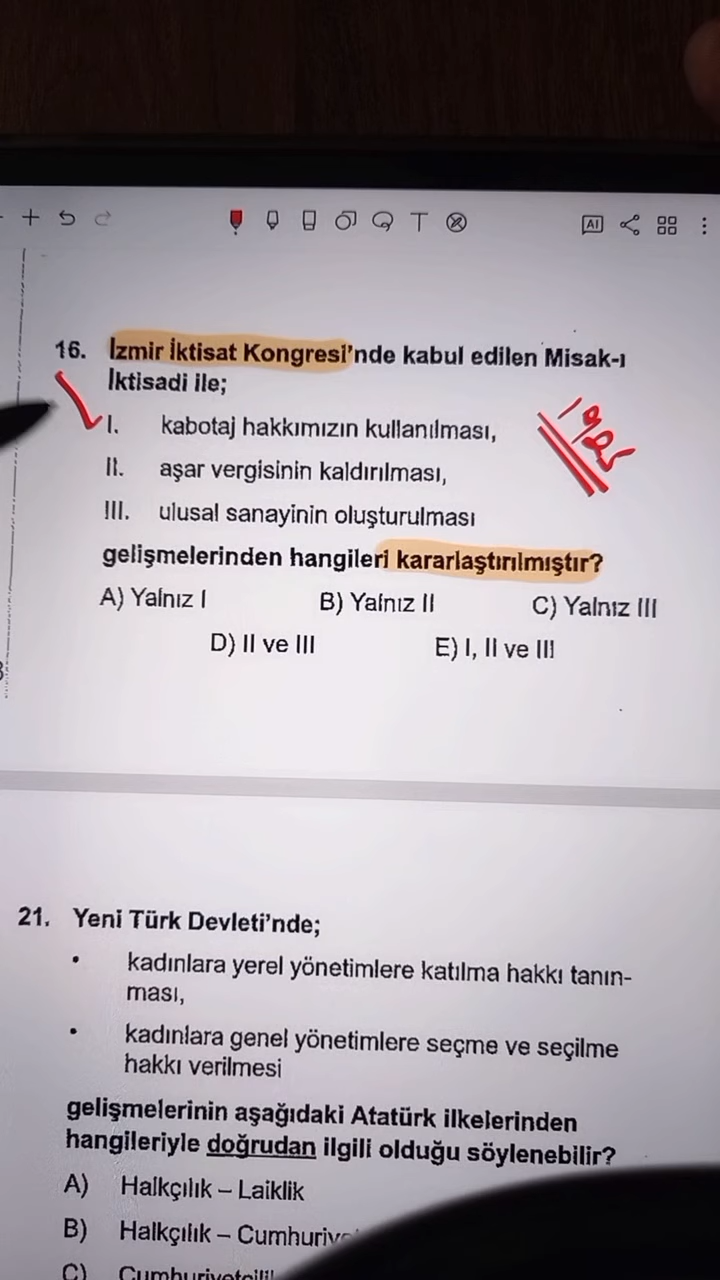 T
AI
16. İzmir İktisat Kongresi'nde kabul edilen Misak-ı
İktisadi ile;
I. kabotaj hakkımızın kullanılması,
II. aşar vergisinin kaldırılması,
III. ulusal sanayinin oluşturulması
gelişmelerinden hangileri kararlaştırılmıştır?
A) Yalnız I B) Yalnız II C) Yalnız III
D) II ve III E) I, II ve III
21. Yeni Türk Devleti'nde;
• kadınlara yerel yönetimlere katılma hakkı tanın-
ması,
• kadınlara genel yönetimlere seçme ve seçilme
hakkı verilmesi
gelişmelerinin aşağıdaki Atatürk ilkelerinden
hangileriyle doğrudan ilgili olduğu söylenebilir?
A) Halkçılık – Laiklik
B) Halkçılık –
C)